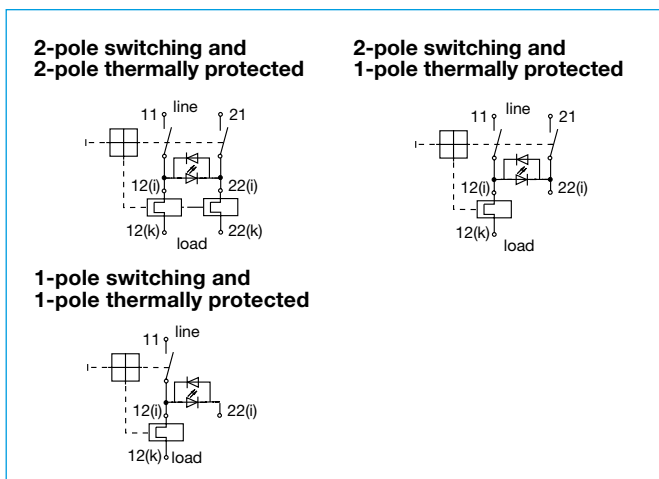 2-pole switching and
2-pole thermally protected
line
11
21
12(i)
22(i)
12(k)
22(k)
load
2-pole switching and
1-pole thermally protected
line
11
21
12(i)
22(i)
12(k)
load
1-pole switching and
1-pole thermally protected
line
11
12(i)
22(i)
12(k)
load